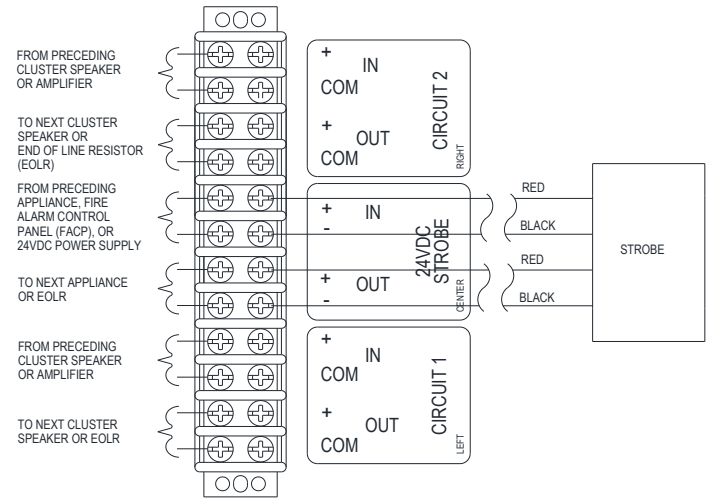 FROM PRECEDING
CLUSTER SPEAKER
OR AMPLIFIER
TO NEXT CLUSTER
SPEAKER OR
END OF LINE RESISTOR
(EOLR)
FROM PRECEDING
APPLIANCE, FIRE
ALARM CONTROL
PANEL (FACP), OR
24VDC POWER SUPPLY
TO NEXT APPLIANCE
OR EOLR
FROM PRECEDING
CLUSTER SPEAKER
OR AMPLIFIER
TO NEXT CLUSTER
SPEAKER OR EOLR
+
IN
COM
+
OUT
COM
CIRCUIT 2
RIGHT
+
IN
-
+
OUT
-
24VDC
STROBE
CENTER
+
IN
COM
+
OUT
COM
CIRCUIT 1
LEFT
RED
BLACK
RED
BLACK
STROBE